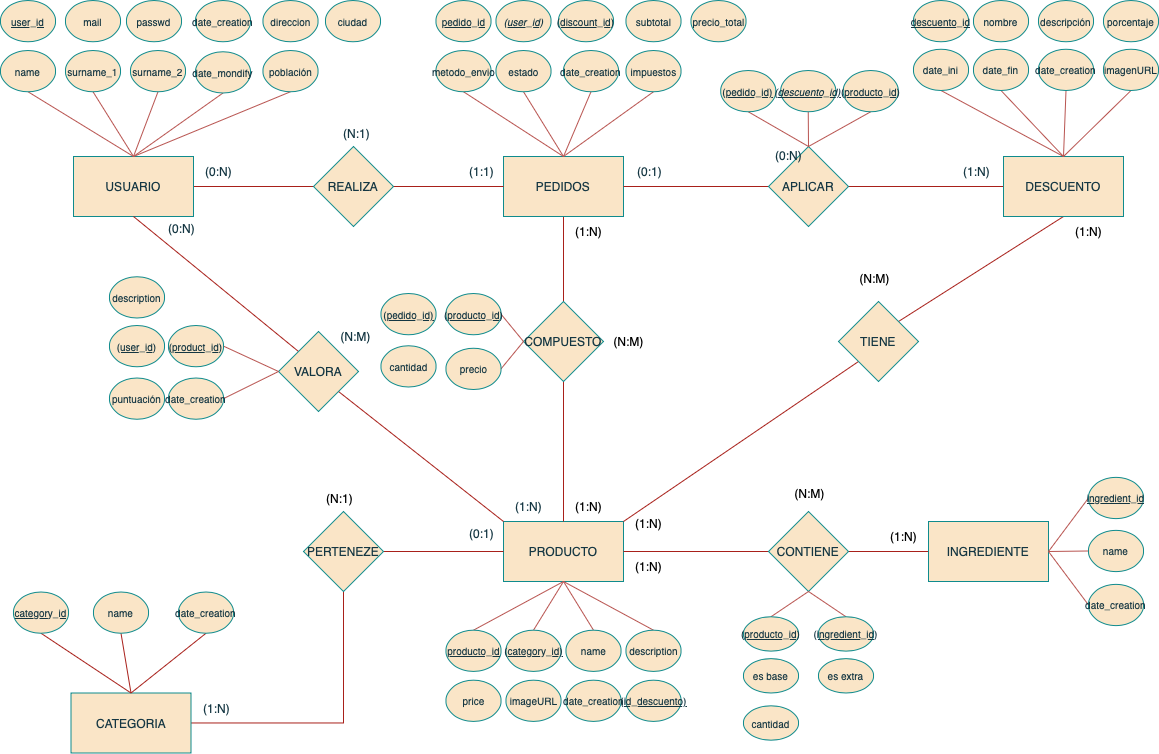 user_id
mail
passwd
date_creation
direccion
ciudad
pedido_id
(user_id)
(discount_id)
subtotal
precio_total
descuento_id
nombre
descripción
porcentaje
name
surname_1
surname_2
date_mondify
población
metodo_envio
estado
date_creation
impuestos
date_ini
date_fin
date_creation
imagenURL
(pedido_id)
(descuento_id)
(producto_id)
(N:1)
(0:N)
USUARIO
(0:N)
REALIZA
(1:1)
PEDIDOS
(0:1)
APLICAR
(1:N)
DESCUENTO
(0:N)
(1:N)
(1:N)
(N:M)
description
(pedido_id)
(producto_id)
(user_id)
(product_id)
(N:M)
COMPUESTO
(N:M)
TIENE
VALORA
cantidad
precio
puntuación
date_creation
(N:1)
(1:N)
(1:N)
(N:M)
ingredient_id
(0:1)
(1:N)
(1:N)
PERTENEZE
PRODUCTO
(1:N)
CONTIENE
INGREDIENTE
name
category_id
name
date_creation
date_creation
producto_id
(category_id)
name
description
(producto_id)
(ingredient_id)
es base
es extra
price
imageURL
date_creation
(id_descuento)
cantidad
CATEGORIA
(1:N)